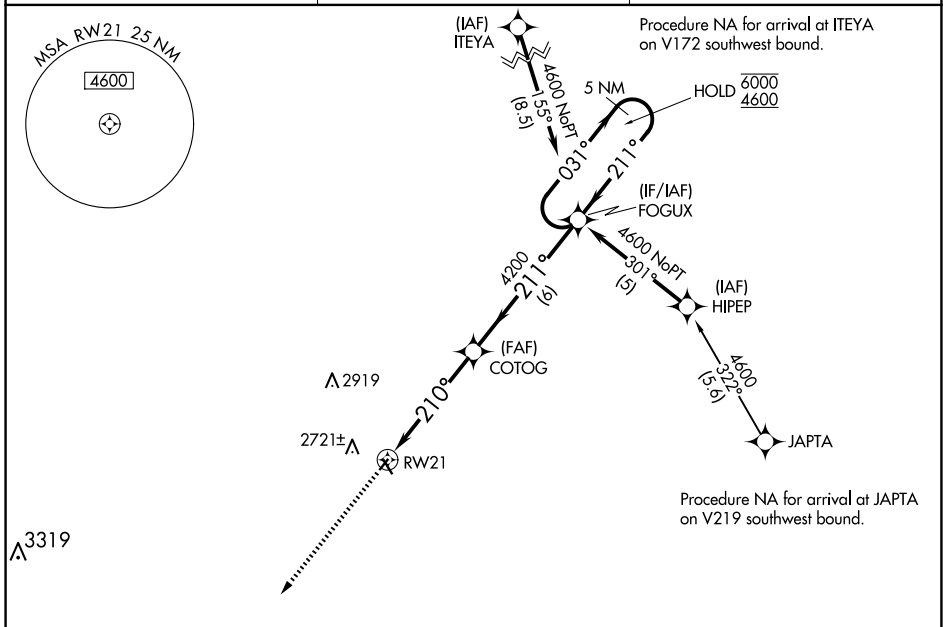 MSA RW21 25 NM
4600
(IAF)
ITEYA
Procedure NA for arrival at ITEYA
on V172 southwest bound.
4600 NoPT
155°
(8.5)
5 NM
HOLD 6000
4600
031°
211°
(IF/IAF)
FOGUX
4600 NoPT
301°
(5)
(IAF)
HIPEP
4200
211°
(6)
(FAF)
COTOG
4600
322°
(5.6)
2919
210°
2721±
RW21
JAPTA
Procedure NA for arrival at JAPTA
on V219 southwest bound.
3319